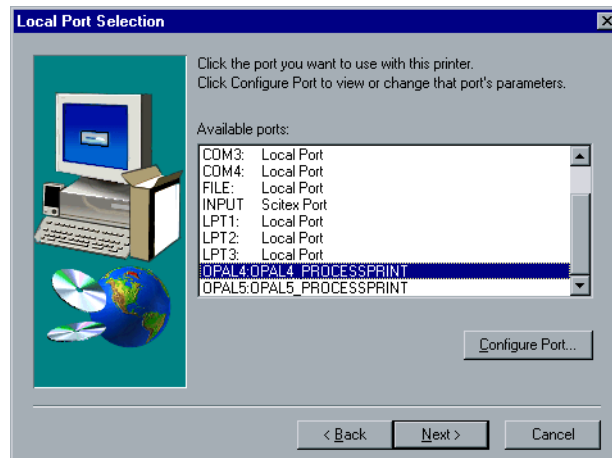 Local Port Selection
Click the port you want to use with this printer.
Click Configure Port to view or change that port's parameters.
Available ports:
COM3: Local Port
COM4: Local Port
FILE: Local Port
INPUT Scitex Port
LPT1: Local Port
LPT2: Local Port
LPT3: Local Port
OPAL4:OPAL4_PROCESSPRINT
OPAL5:OPAL5_PROCESSPRINT
Configure Port...
< Back Next > Cancel